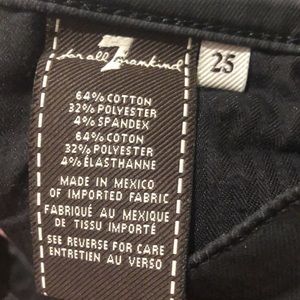 7
for all mankind
25
64% COTTON
32% POLYESTER
4% SPANDEX
64% COTON
32% POLYESTER
4% ÉLASTHANNE
MADE IN MEXICO
OF IMPORTED FABRIC
FABRIQUÉ AU MEXIQUE
DE TISSU IMPORTÉ
SEE REVERSE FOR CARE
ENTRETIEN AU VERSO